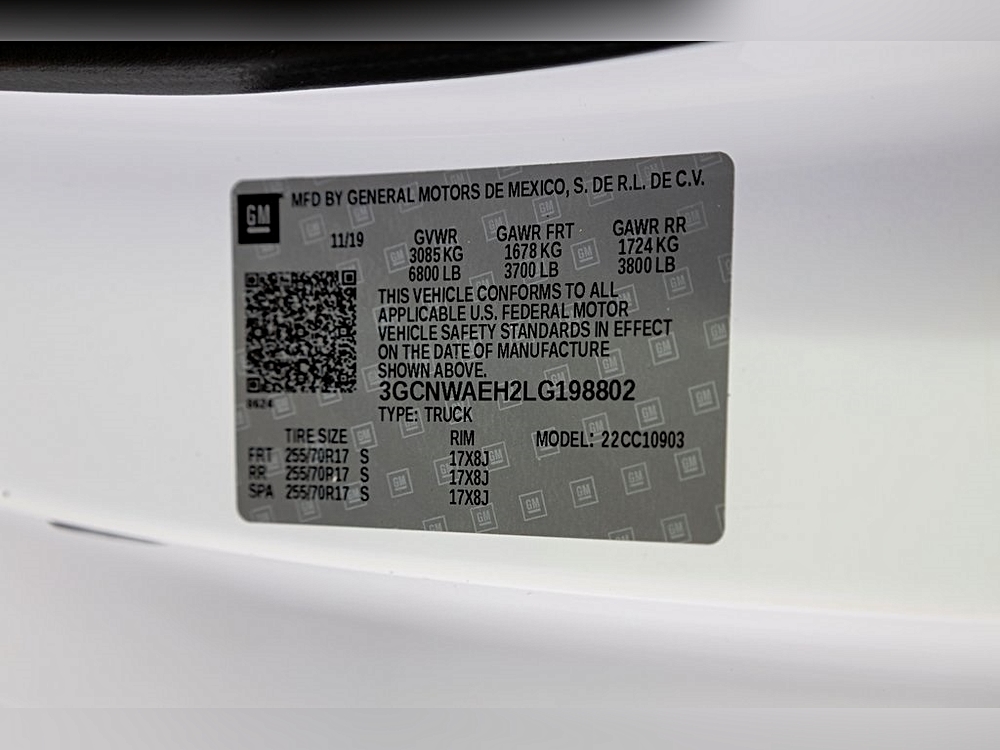 GM MFD BY GENERAL MOTORS DE MEXICO, S. DE R.L. DE C.V.
11/19 GVWR GAWR FRT GAWR RR
3085 KG 1678 KG 1724 KG
6800 LB 3700 LB 3800 LB
THIS VEHICLE CONFORMS TO ALL
APPLICABLE U.S. FEDERAL MOTOR
VEHICLE SAFETY STANDARDS IN EFFECT
ON THE DATE OF MANUFACTURE
SHOWN ABOVE.
3GCNWAEH2LG198802
8624
TYPE: TRUCK
TIRE SIZE RIM MODEL: 22CC10903
FRT 255/70R17 S 17X8J
RR 255/70R17 S 17X8J
SPA 255/70R17 S 17X8J